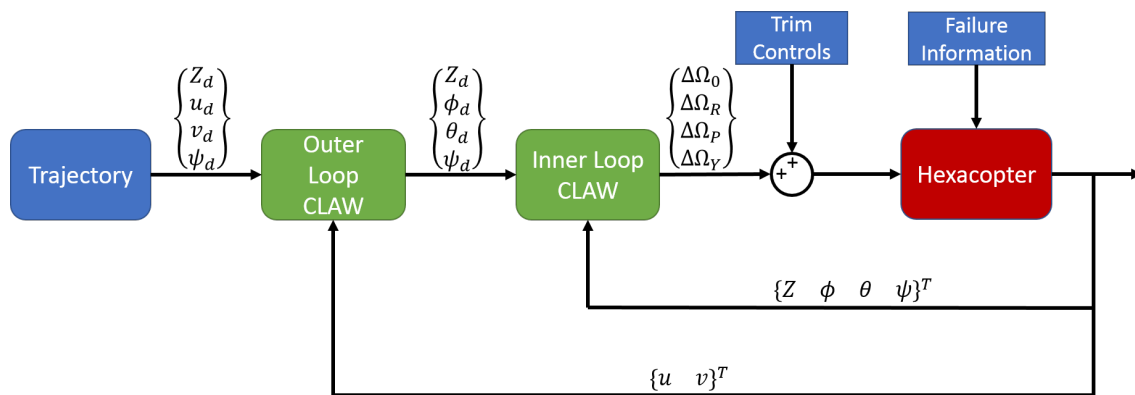 Trim
Controls
Failure
Information
Z_d
u_d
v_d
ψ_d
Z_d
ϕ_d
θ_d
ψ_d
ΔΩ_0
ΔΩ_R
ΔΩ_P
ΔΩ_Y
Trajectory
Outer
Loop
CLAW
Inner Loop
CLAW
+
+
Hexacopter
{Z ϕ θ ψ}^T
{u v}^T